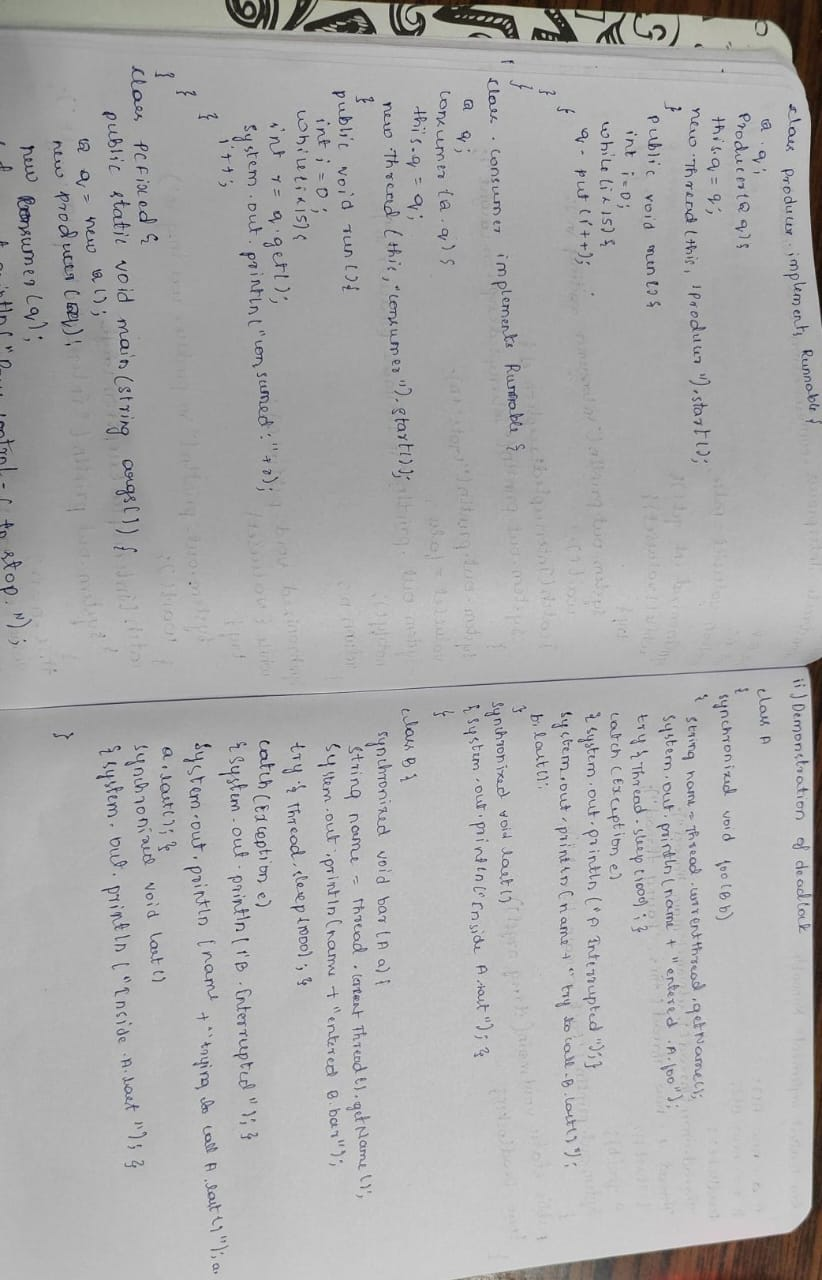 class Producer implements Runnable {
Q q;
Producer (Q q) {
this.q = q;
new Thread (this, "Producer").start();
}
public void run() {
int i=0;
while(i<15) {
q.put(i++);
}
}
}
class Consumer implements Runnable {
Q q;
Consumer (Q q) {
this.q = q;
new Thread (this, "Consumer").start();
}
public void run() {
int i=0;
while(i<15) {
int r = q.get();
System.out.println("consumed:"+r);
i++;
}
}
}
class PCFixed {
public static void main (String args[]) {
Q q = new Q();
new Producer(q);
new Consumer(q);
control-C to stop.");
ii) Demonstration of deadlock
class A
{
synchronized void foo(B b)
{ String name = Thread.currentThread.getName();
System.out.println(name + "entered A.foo");
try { Thread.sleep(1000); }
catch (Exception e)
{ System.out.println ("A Interrupted"); }
System.out.println(name+ " try to call B.last()");
b.last();
}
synchronized void last()
{ System.out.println("Inside A.last"); }
}
class B {
synchronized void bar (A a) {
String name = Thread.currentThread().getName();
System.out.println(name + "entered B.bar");
try { Thread.sleep(1000); }
catch (Exception e)
{ System.out.println("B Interrupted"); }
System.out.println (name + " trying to call A.last()"); a.
a.last(); }
synchronized void last()
{ System.out.println ("Inside A.last"); }
}